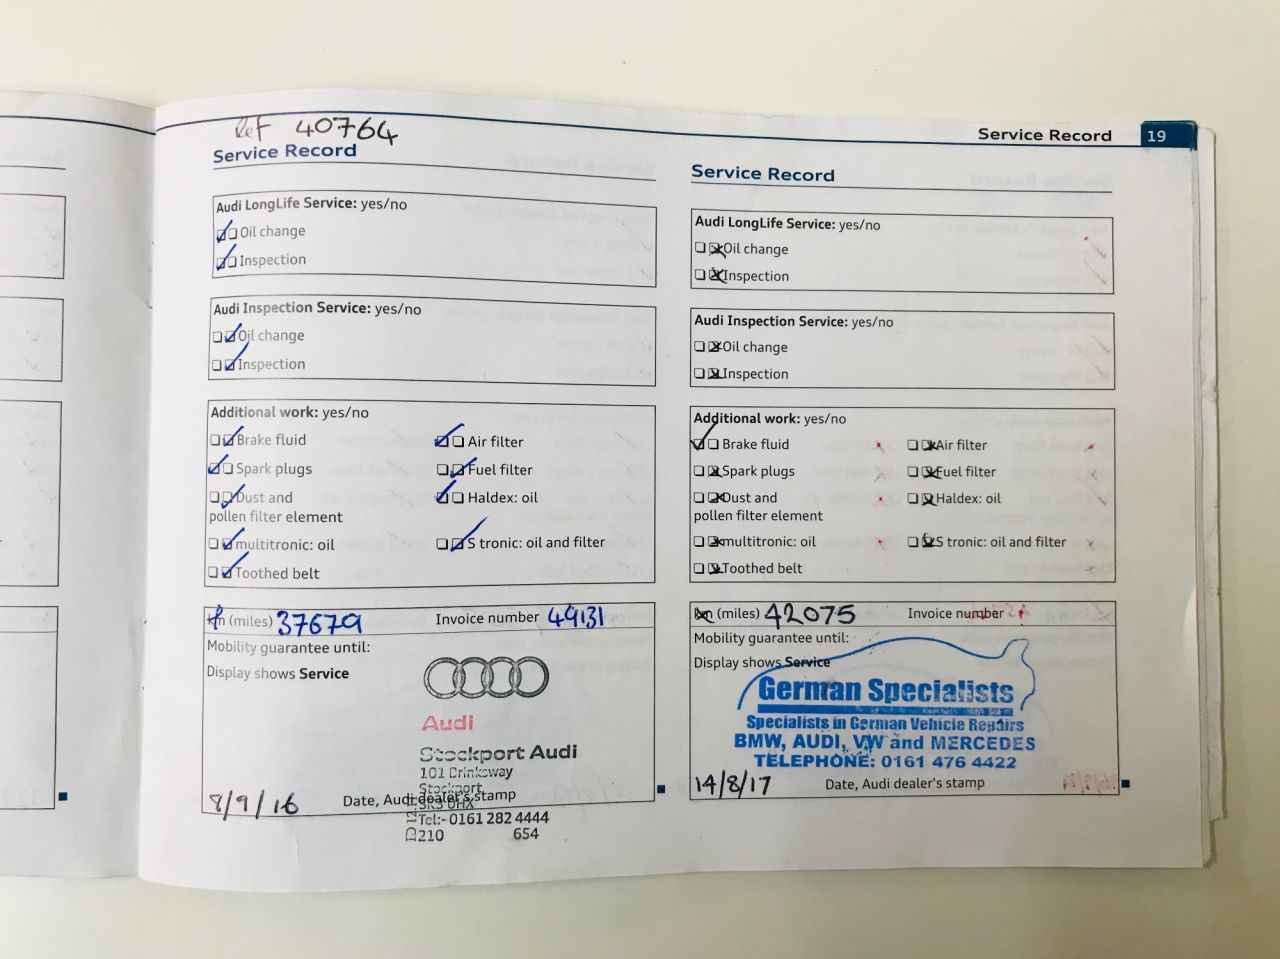 Ref 40764
Service Record
Audi LongLife Service: yes/no
Oil change
Inspection
Audi Inspection Service: yes/no
Oil change
Inspection
Additional work: yes/no
Brake fluid
Air filter
Spark plugs
Fuel filter
Dust and
Haldex: oil
pollen filter element
multitronic: oil
S tronic: oil and filter
Toothed belt
km (miles) 37679 Invoice number 49131
Mobility guarantee until:
Display shows Service
Audi
Stockport Audi
101 Crinksway
Stockport,
SK3
8/9/16 Date, Audi dealer's stamp
Tel:- 0161 282 4444
210 654
Service Record 19
Service Record
Audi LongLife Service: yes/no
Oil change
Inspection
Audi Inspection Service: yes/no
Oil change
Inspection
Additional work: yes/no
Brake fluid
Air filter
Spark plugs
Fuel filter
Dust and
Haldex: oil
pollen filter element
multitronic: oil
S tronic: oil and filter
Toothed belt
km (miles) 42075 Invoice number
Mobility guarantee until:
Display shows Service
German Specialists
Specialists in German Vehicle Repairs
BMW, AUDI, VW and MERCEDES
TELEPHONE: 0161 476 4422
14/8/17 Date, Audi dealer's stamp